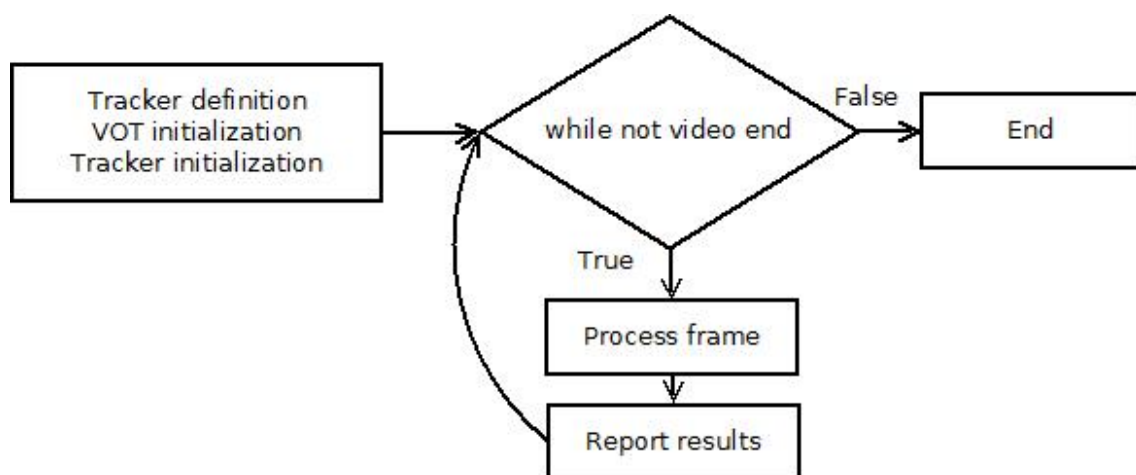 Tracker definition
VOT initialization
Tracker initialization
while not video end
False
End
True
Process frame
Report results